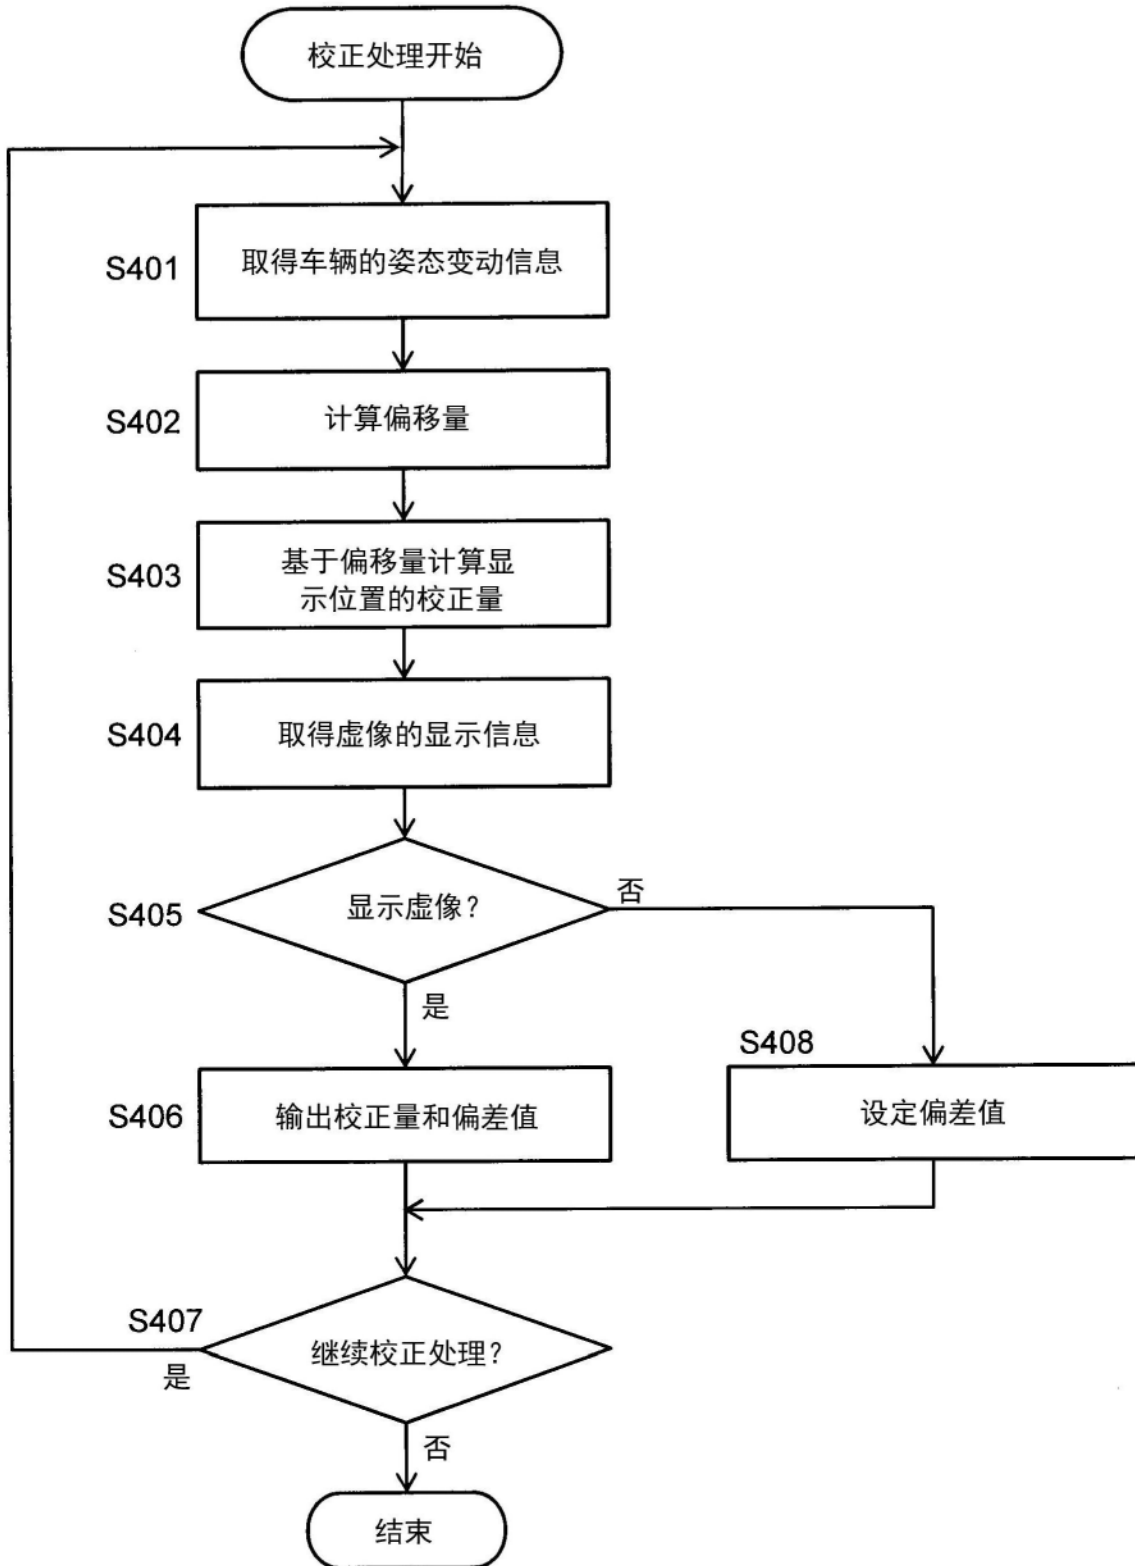 校正处理开始
S401
取得车辆的姿态变动信息
S402
计算偏移量
S403
基于偏移量计算显
示位置的校正量
S404
取得虚像的显示信息
S405
显示虚像？
否
是
S408
S406
输出校正量和偏差值
设定偏差值
S407
继续校正处理？
是
否
结束